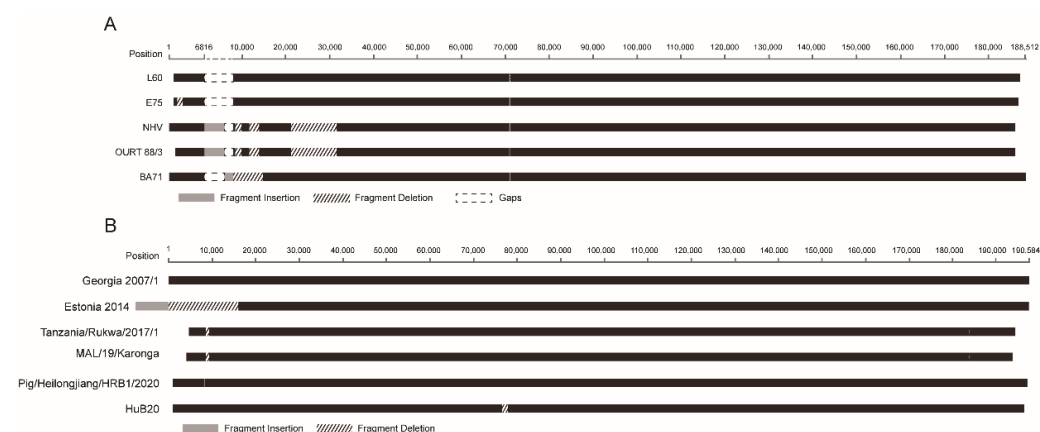 A
Position 1 6816 10,000 20,000 30,000 40,000 50,000 60,000 70,000 80,000 90,000 100,000 110,000 120,000 130,000 140,000 150,000 160,000 170,000 180,000 188,512
L60
E75
NHV
OURT 88/3
BA71
Fragment Insertion Fragment Deletion Gaps
B
Position 1 10,000 20,000 30,000 40,000 50,000 60,000 70,000 80,000 90,000 100,000 110,000 120,000 130,000 140,000 150,000 160,000 170,000 180,000 190,000 190,584
Georgia 2007/1
Estonia 2014
Tanzania/Rukwa/2017/1
MAL/19/Karonga
Pig/Heilongjiang/HRB1/2020
HuB20
Fragment Insertion Fragment Deletion